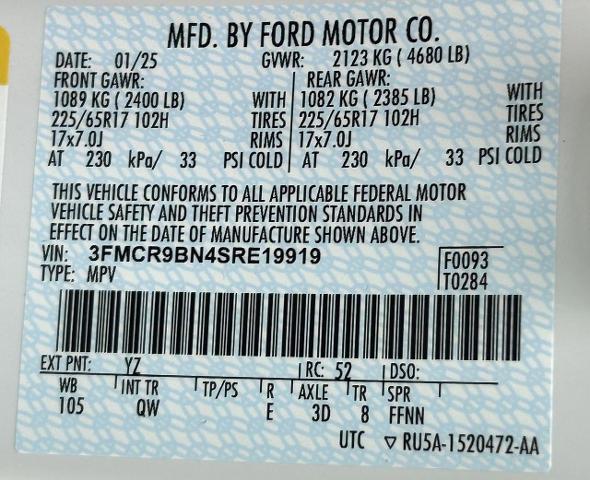 MFD. BY FORD MOTOR CO.
DATE: 01/25 GVWR: 2123 KG ( 4680 LB)
FRONT GAWR: REAR GAWR:
1089 KG ( 2400 LB) WITH 1082 KG ( 2385 LB) WITH
225/65R17 102H TIRES 225/65R17 102H TIRES
17x7.0J RIMS 17x7.0J RIMS
AT 230 kPa/ 33 PSI COLD AT 230 kPa/ 33 PSI COLD
THIS VEHICLE CONFORMS TO ALL APPLICABLE FEDERAL MOTOR
VEHICLE SAFETY AND THEFT PREVENTION STANDARDS IN
EFFECT ON THE DATE OF MANUFACTURE SHOWN ABOVE.
VIN: 3FMCR9BN4SRE19919 F0093
TYPE: MPV T0284
EXT PNT: YZ RC: 52 DSO:
WB INT TR TP/PS R AXLE TR SPR
105 QW E 3D 8 FFNN
UTC ▽ RU5A-1520472-AA